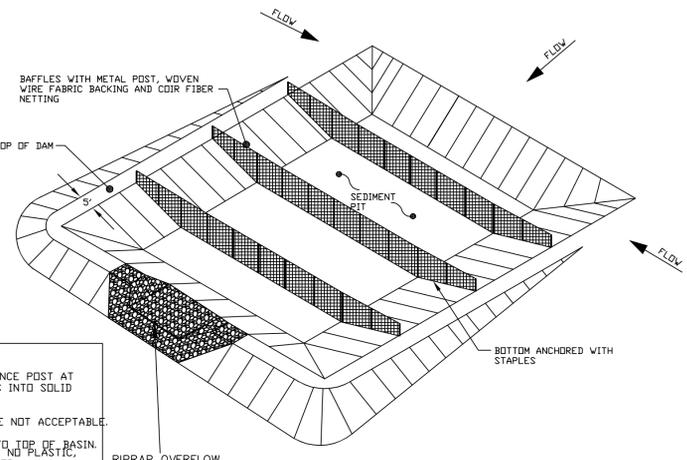 FLOW
FLOW
BAFFLES WITH METAL POST, WOVEN
WIRE FABRIC BACKING AND COIR FIBER
NETTING
OP OF DAM
5'
SEDIMENT
PIT
FLOW
BOTTOM ANCHORED WITH
STAPLES
NCE POST AT
INTO SOLID
E NOT ACCEPTABLE.
TO TOP OF BASIN.
NO PLASTIC,
RIPRAP OVERFLOW